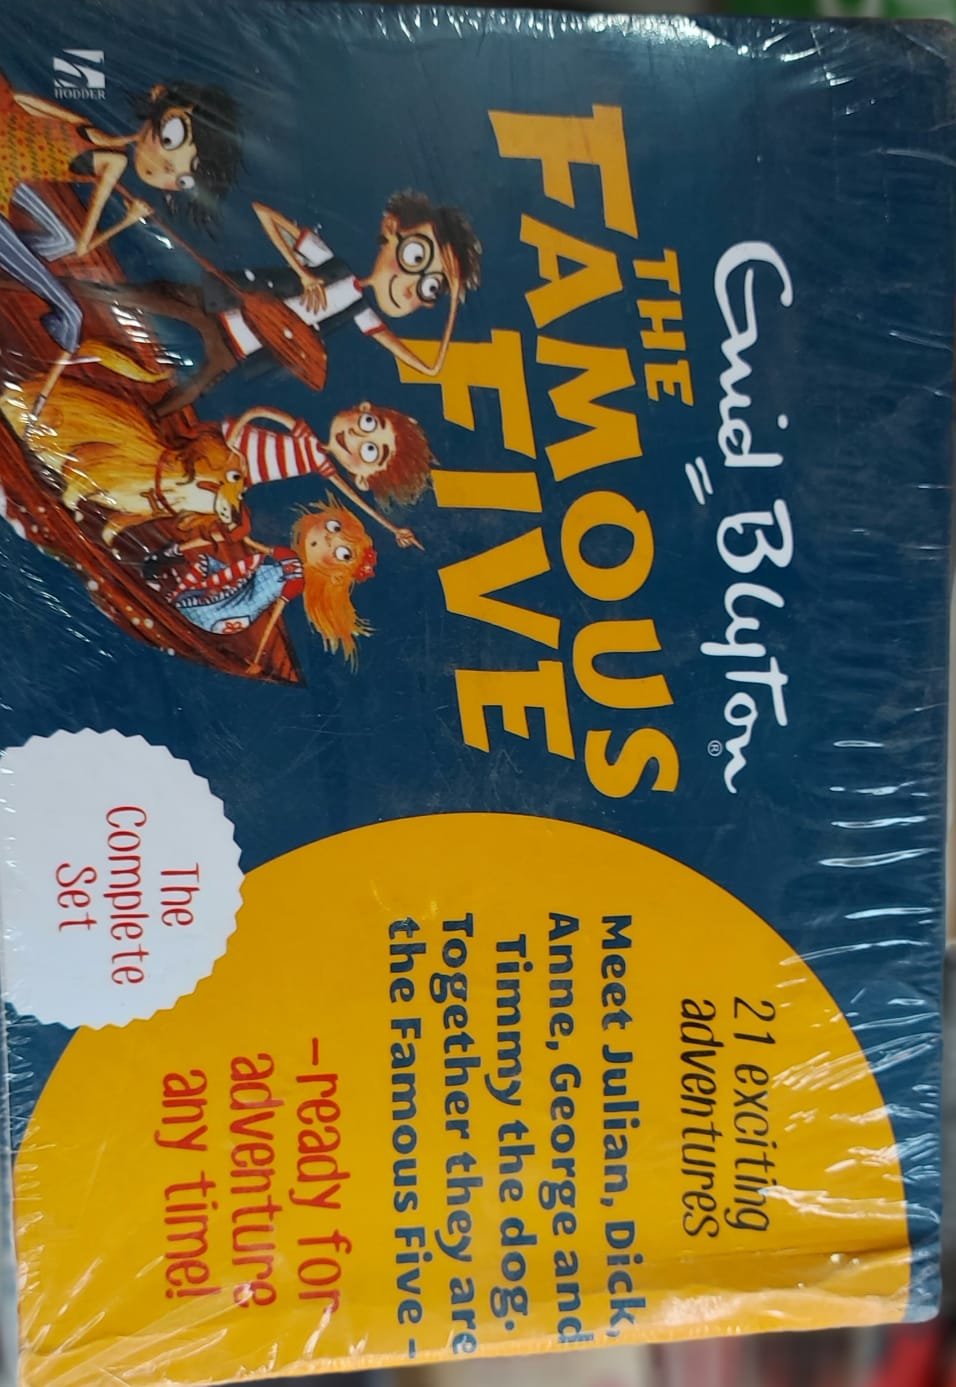 Enid Blyton®
THE
FAMOUS
FIVE
HODDER
21 exciting
adventures
Meet Julian, Dick,
Anne, George and
Timmy the dog.
Together they are
the Famous Five –
–ready for
adventure
any time!
The
Complete
Set